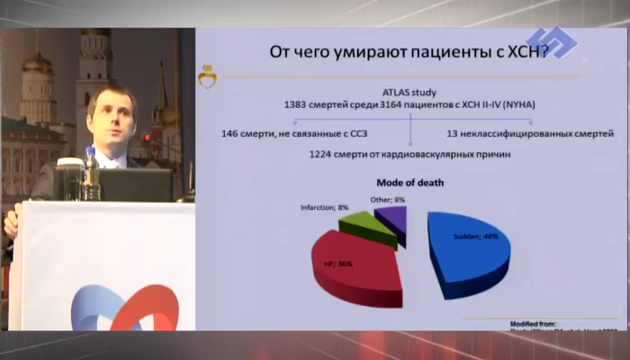 От чего умирают пациенты с ХСН?
ATLAS study
1383 смертей среди 3164 пациентов с ХСН II-IV (NYHA)
146 смерти, не связанные с ССЗ
13 неклассифицированных смертей
1224 смерти от кардиоваскулярных причин
Mode of death
Other; 8%
Infarction; 8%
Sudden; 48%
HF; 36%
Modified from: